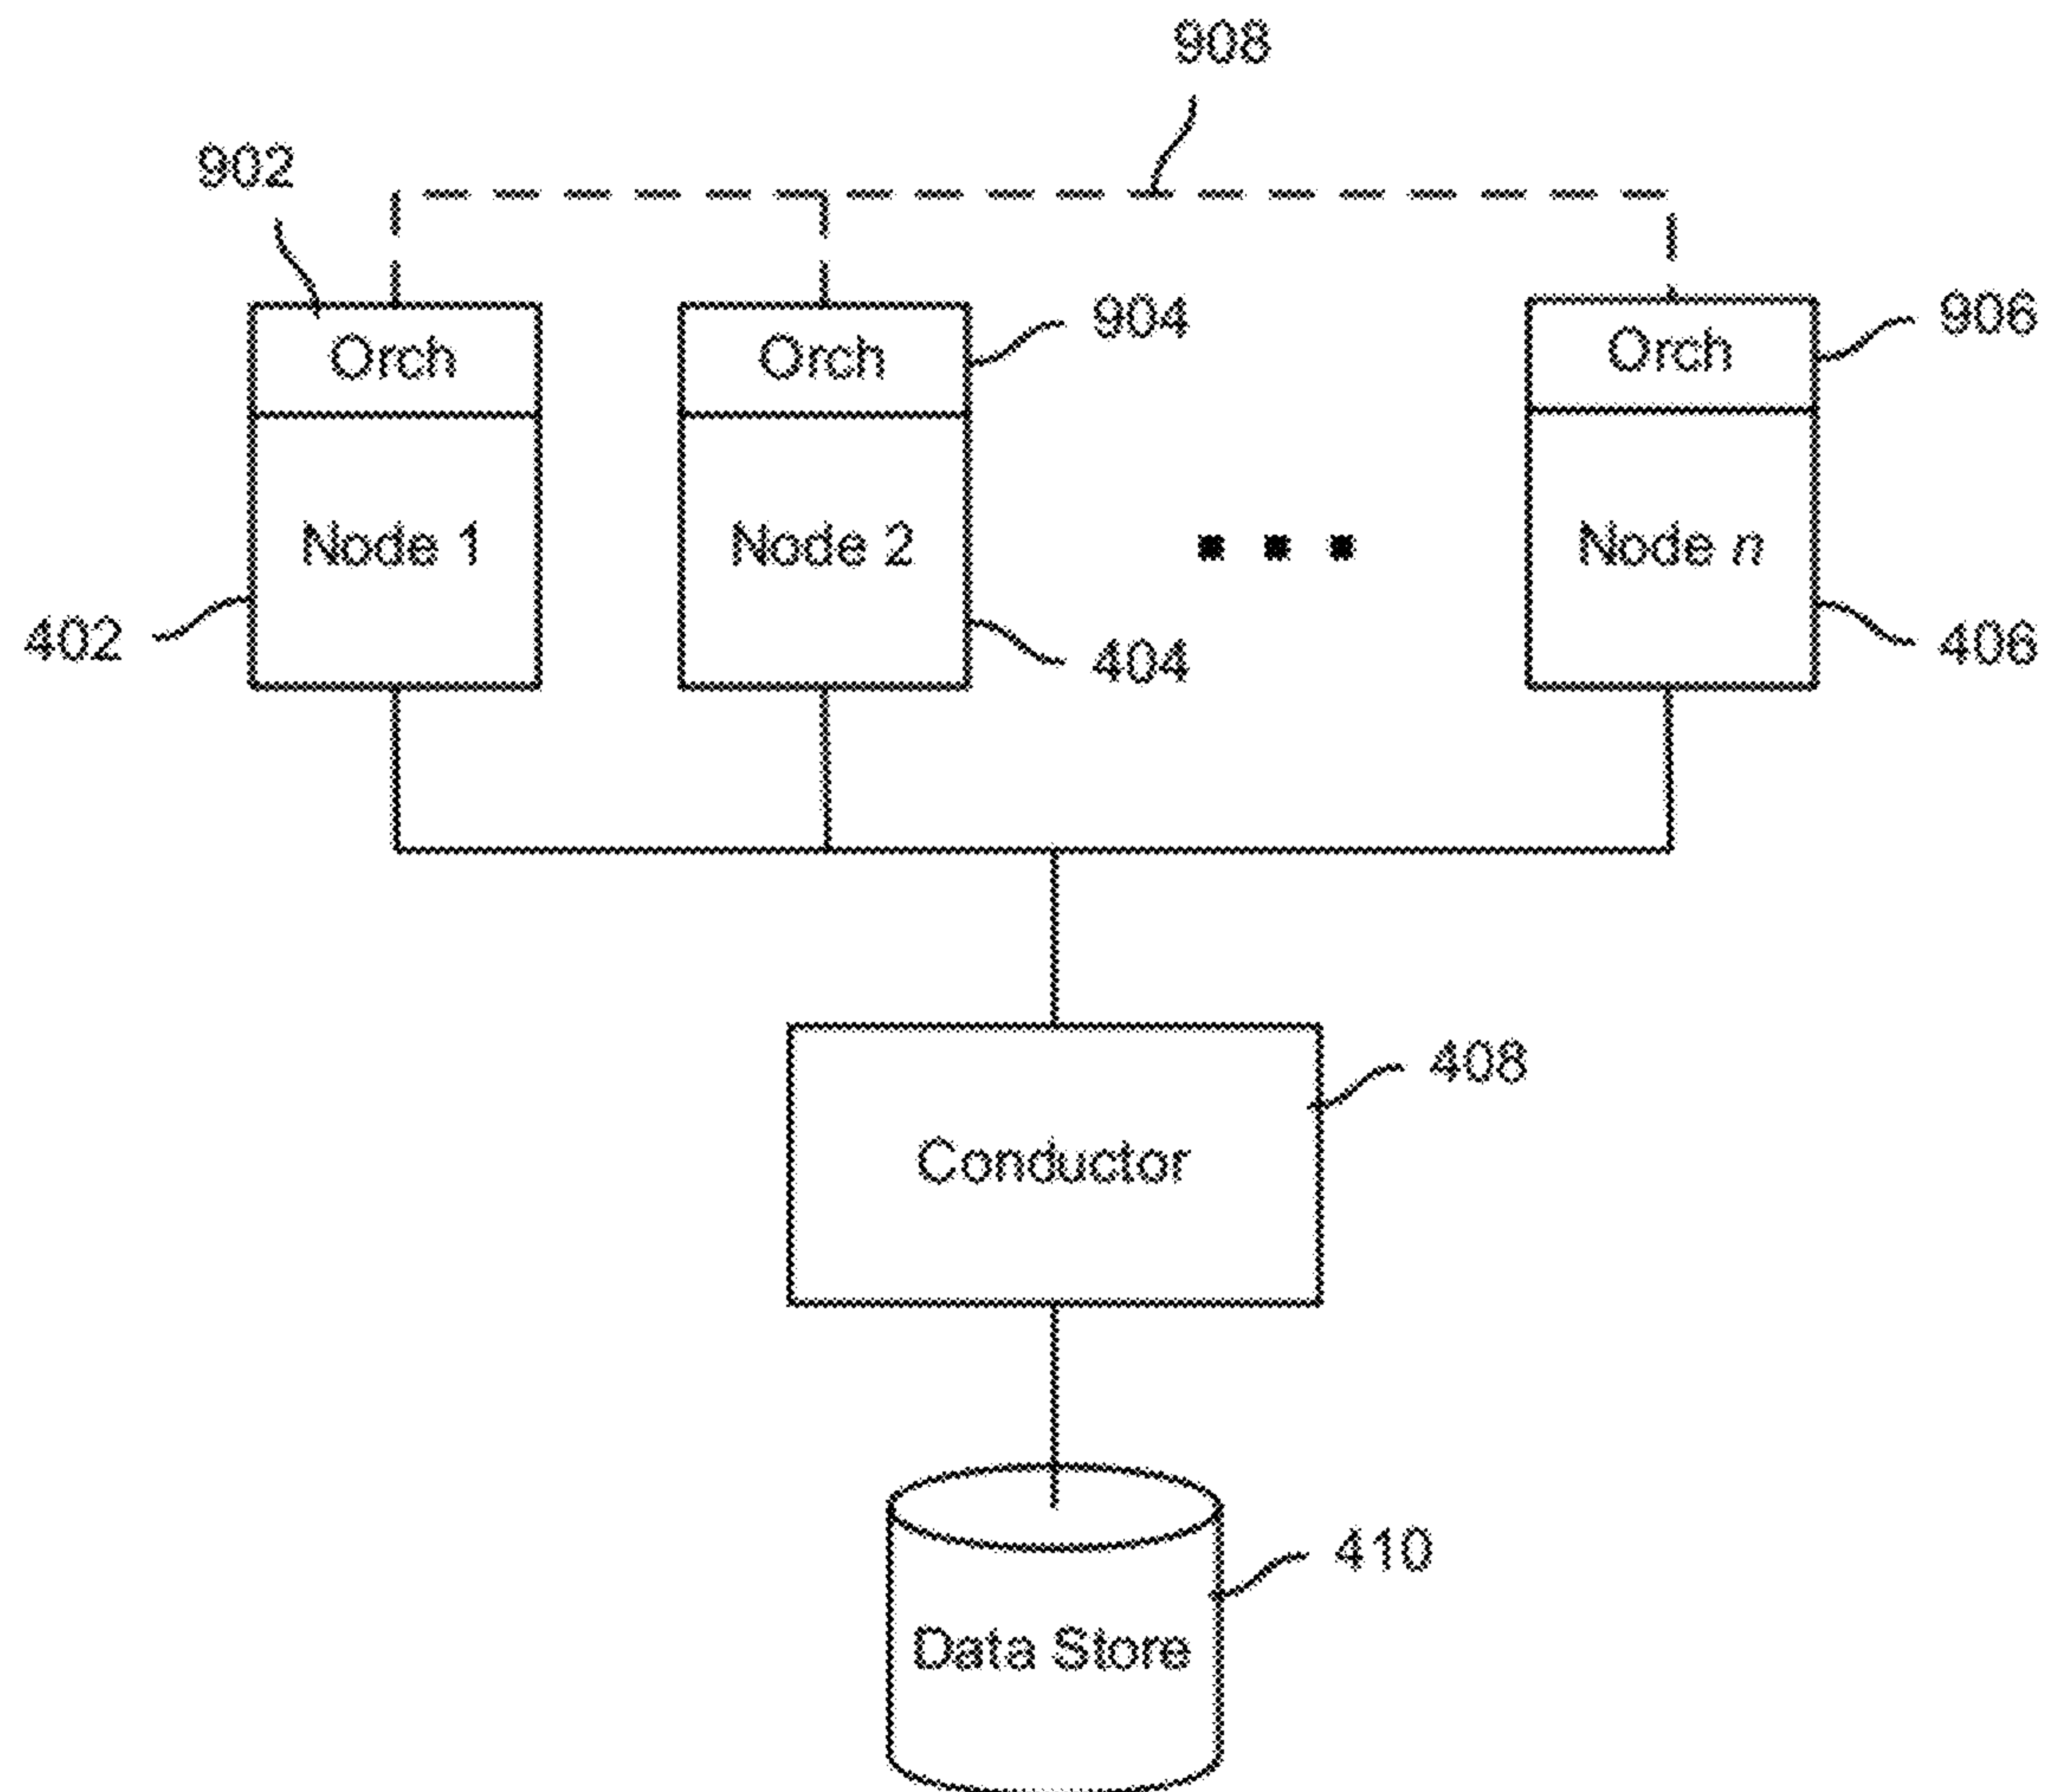 908
902
Orch
Orch
904
Orch
906
Node 1
Node 2
Node n
402
404
406
Conductor
408
Data Store
410